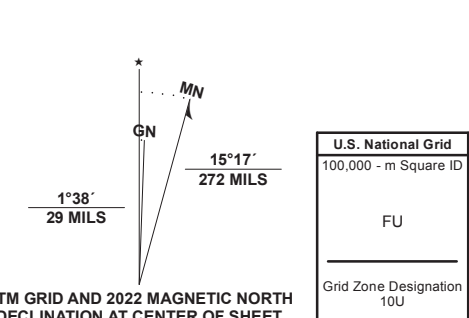 MN
GN
15°17´
272 MILS
1°38´
29 MILS
TM GRID AND 2022 MAGNETIC NORTH
DECLINATION AT CENTER OF SHEET
U.S. National Grid
100,000 - m Square ID
FU
Grid Zone Designation
10U